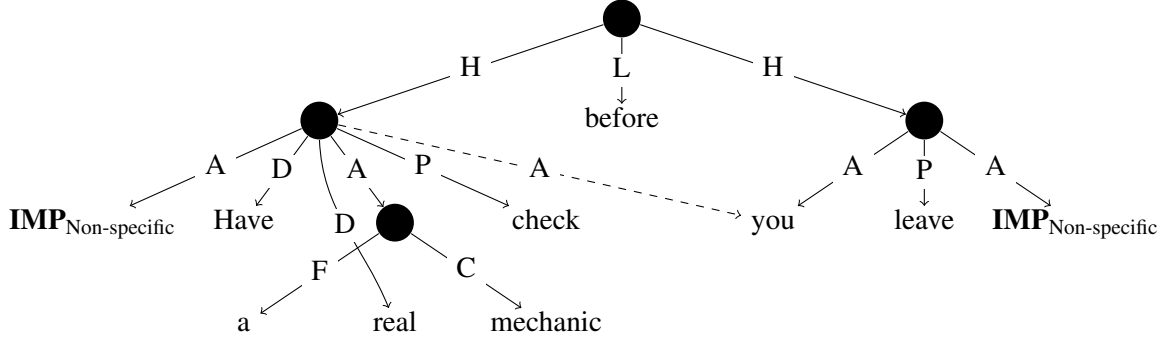 H L H
before
A D A P A A P A
IMPNon-specific Have D check you leave IMPNon-specific
F C
a real mechanic